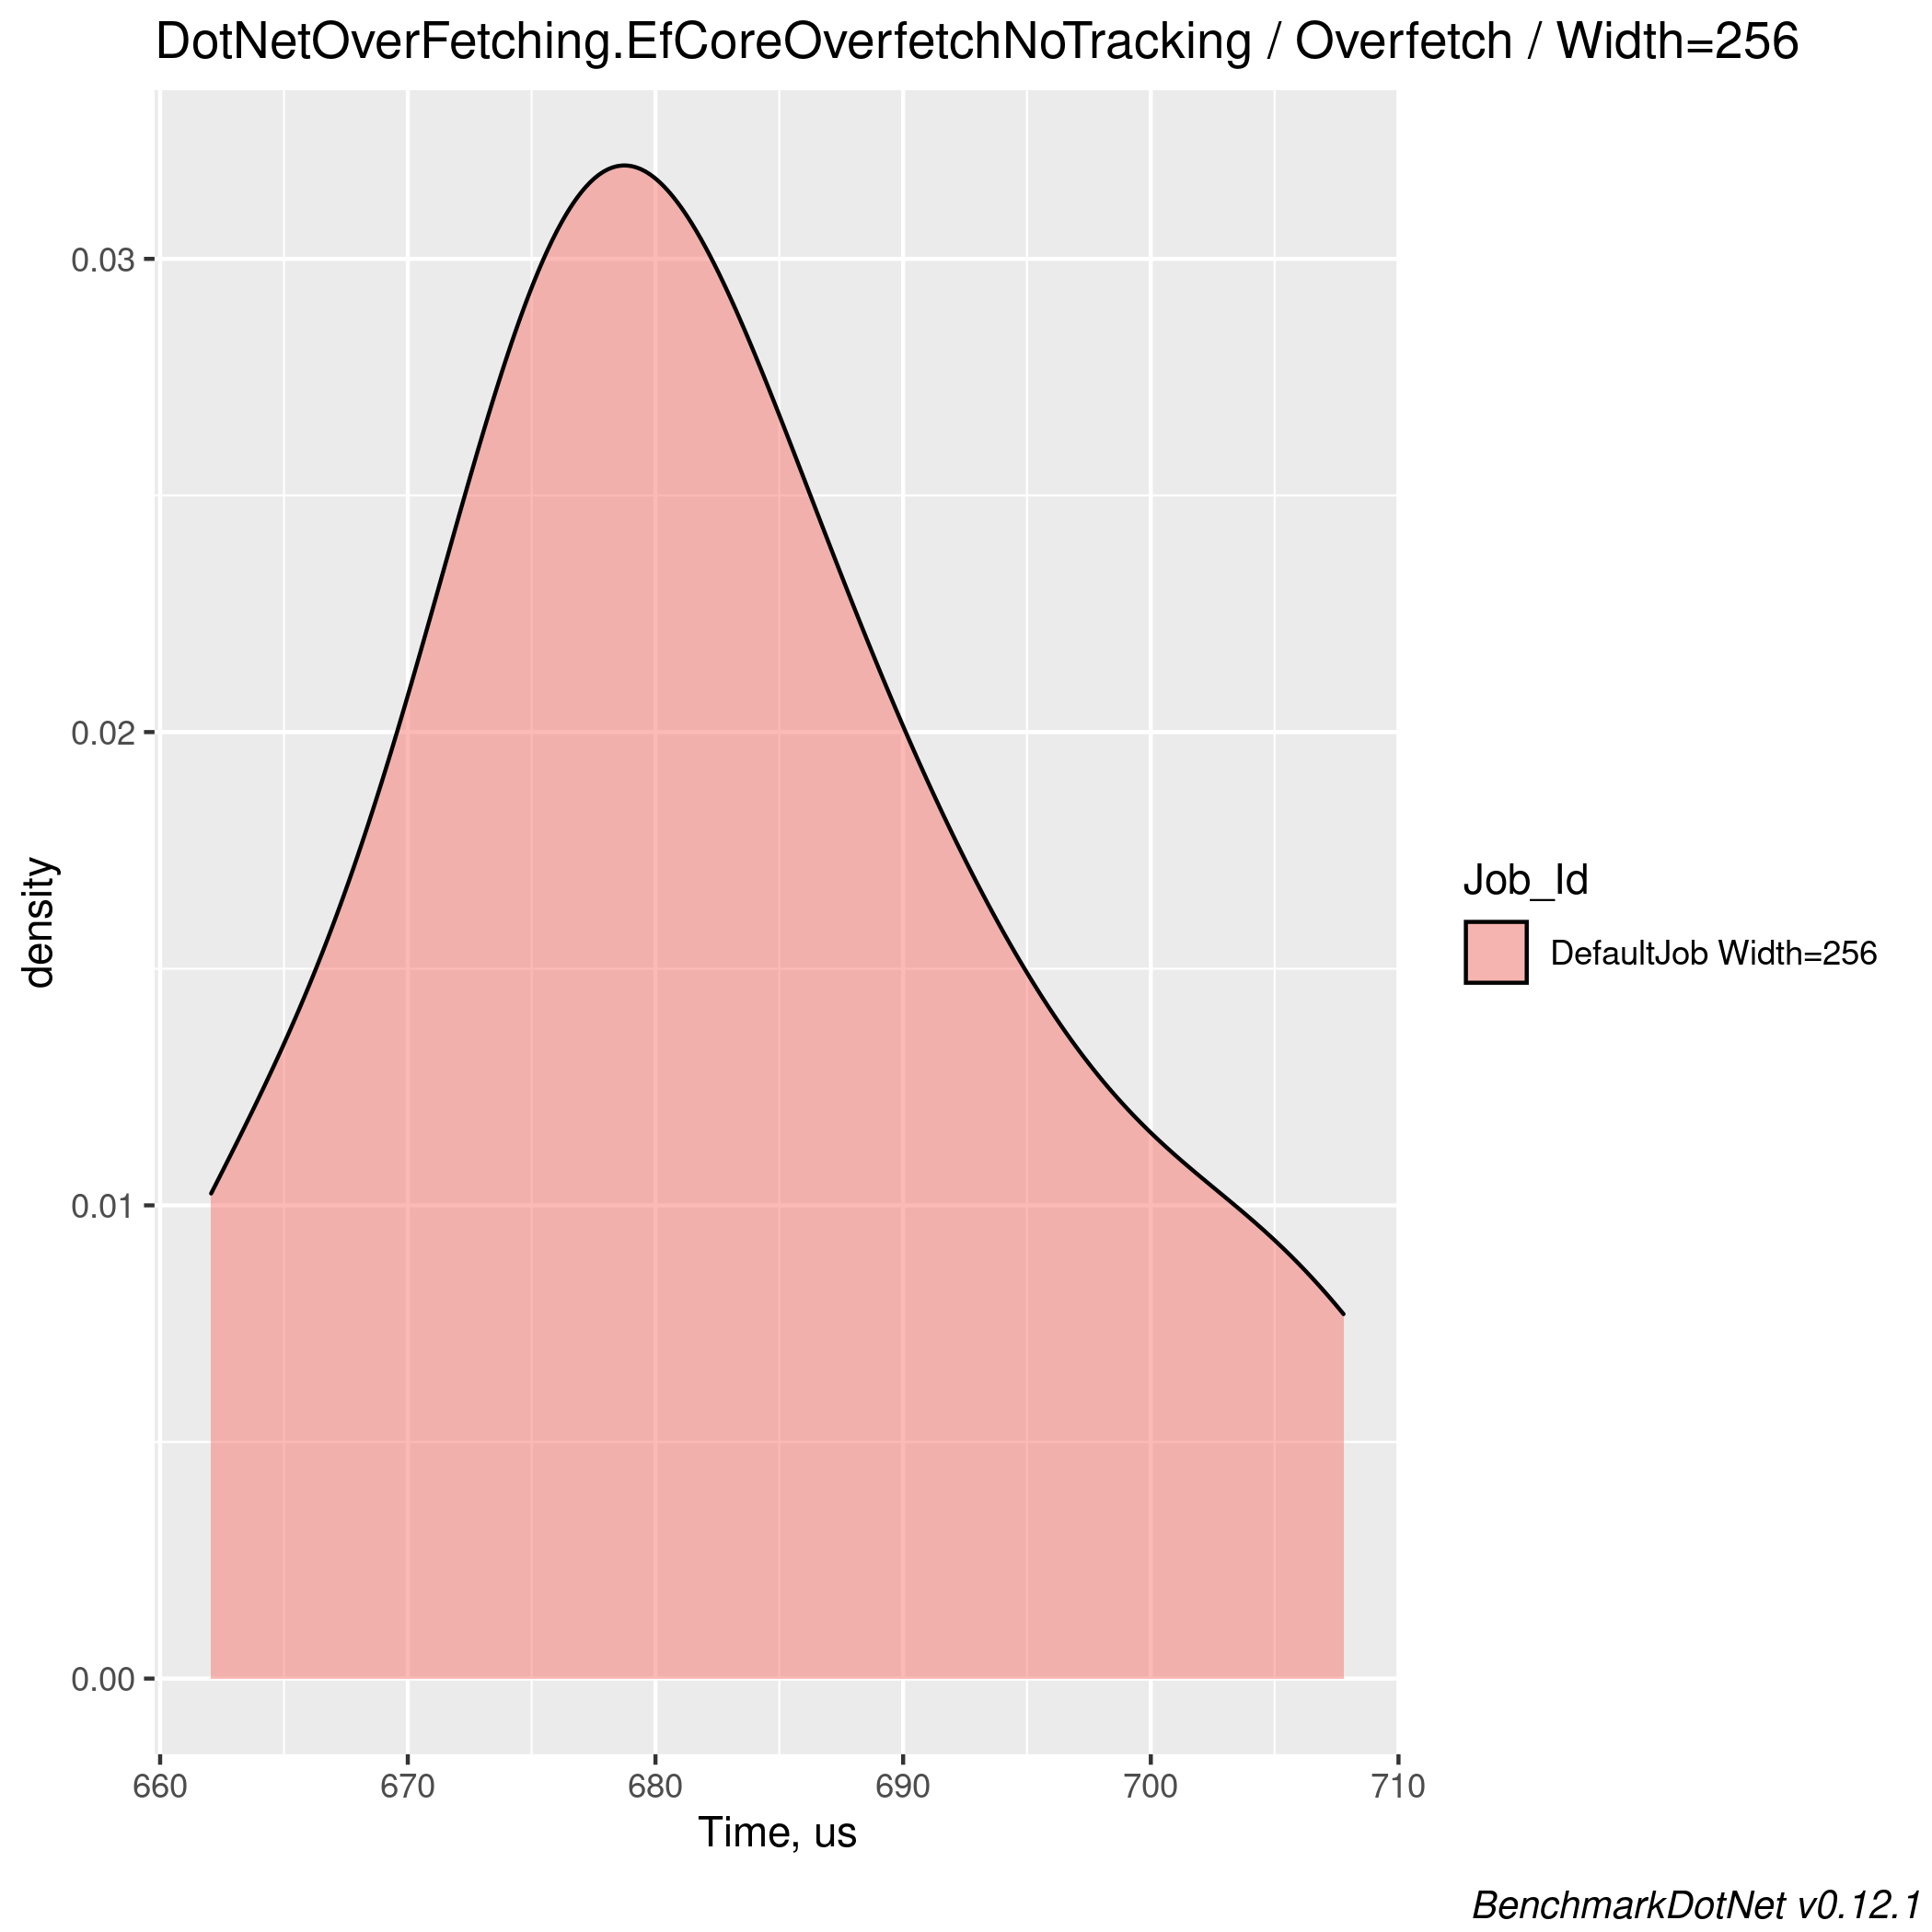 DotNetOverFetching.EfCoreOverfetchNoTracking / Overfetch / Width=256
density
0.03
0.02
0.01
0.00
660 670 680 690 700 710
Time, us
Job_Id
DefaultJob Width=256
BenchmarkDotNet v0.12.1